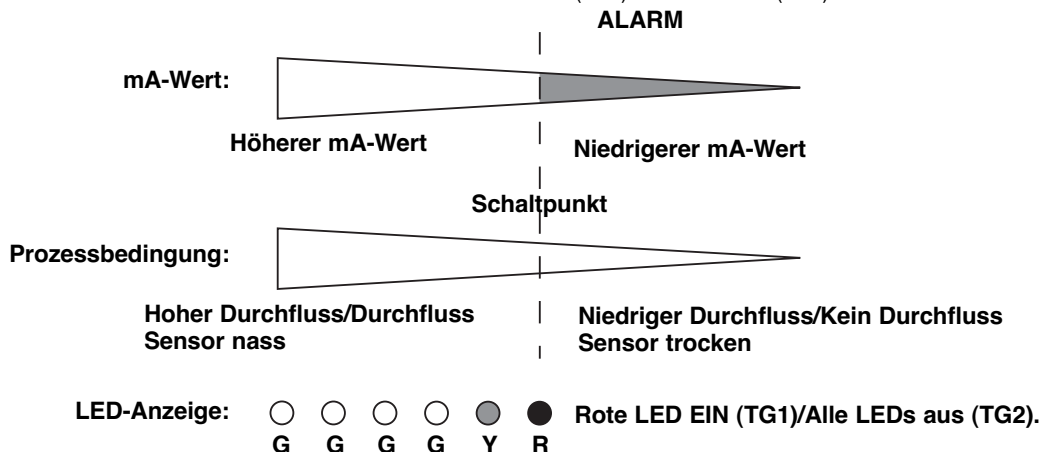 ALARM
mA-Wert:
Höherer mA-Wert
Niedrigerer mA-Wert
Schaltpunkt
Prozessbedingung:
Hoher Durchfluss/Durchfluss
Sensor nass
Niedriger Durchfluss/Kein Durchfluss
Sensor trocken
LED-Anzeige:
Rote LED EIN (TG1)/Alle LEDs aus (TG2).
G G G G Y R